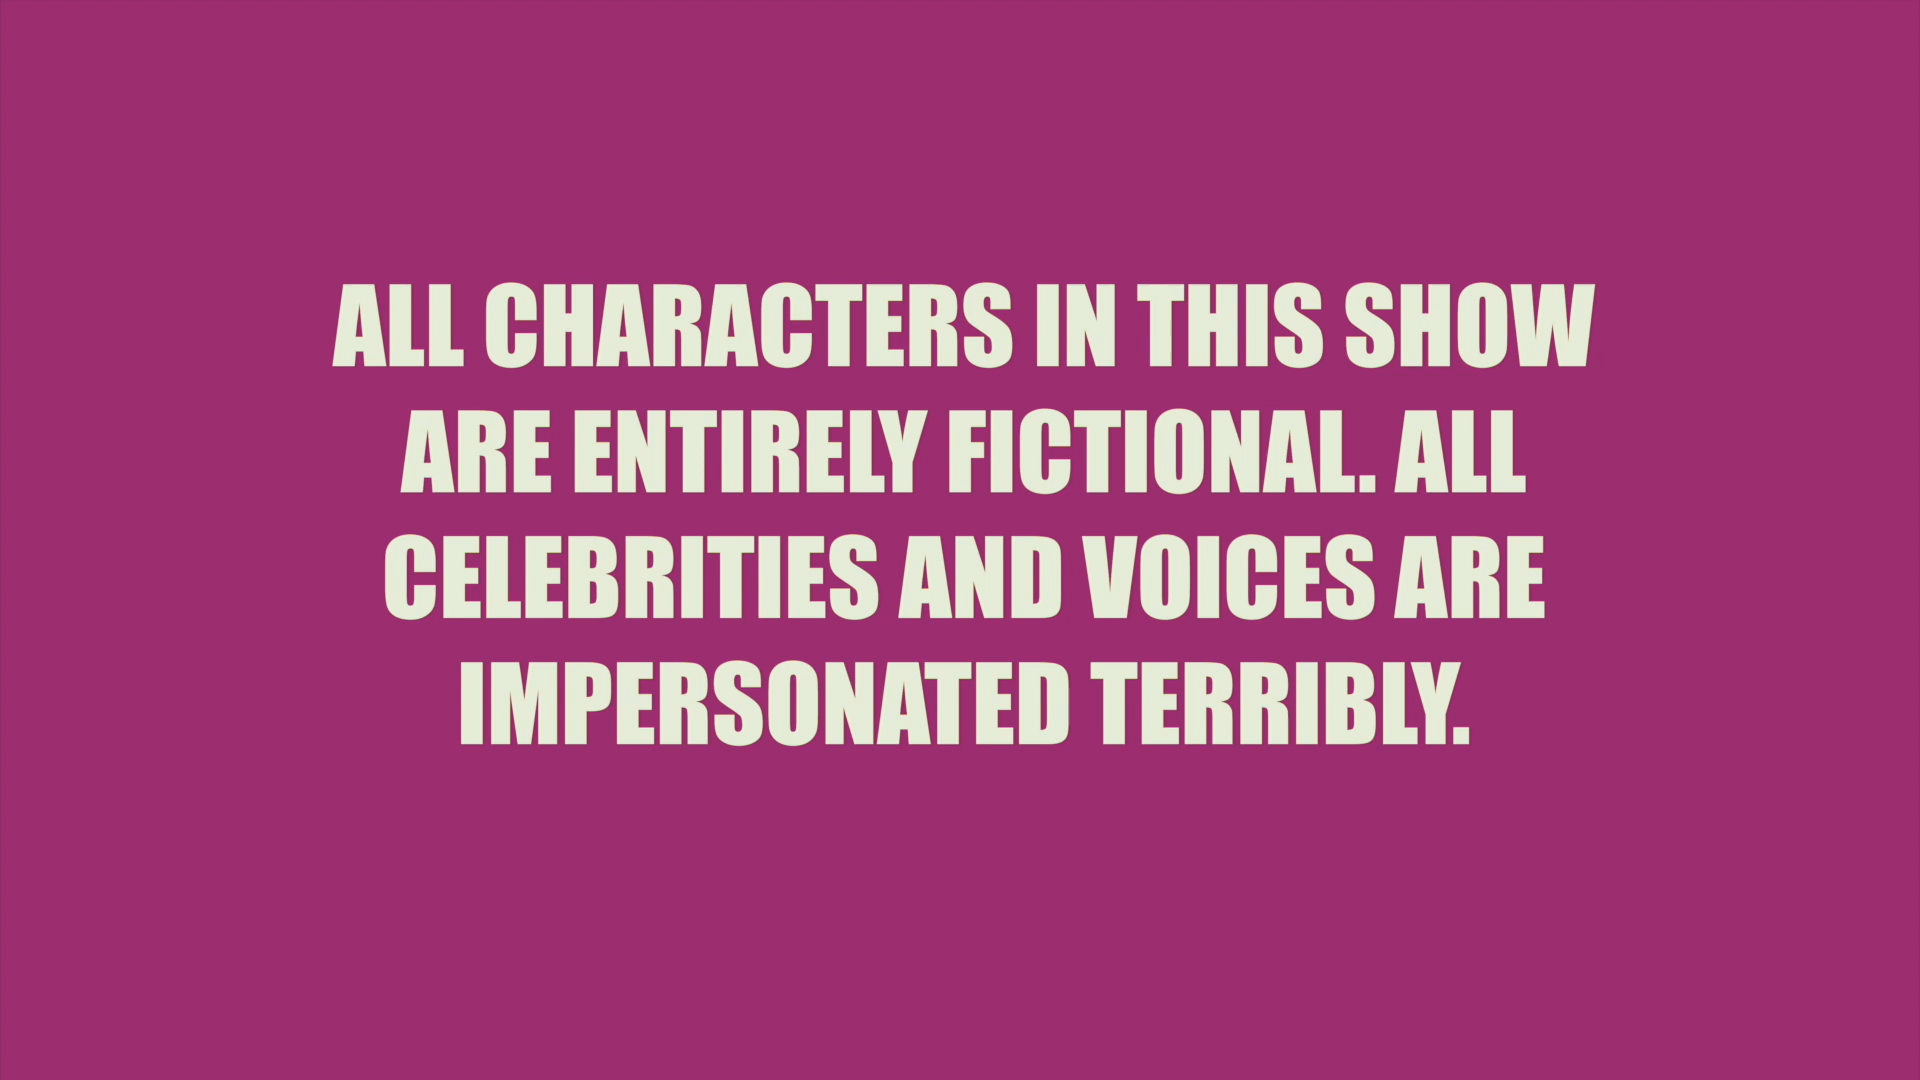 ALL CHARACTERS IN THIS SHOW
ARE ENTIRELY FICTIONAL. ALL
CELEBRITIES AND VOICES ARE
IMPERSONATED TERRIBLY.